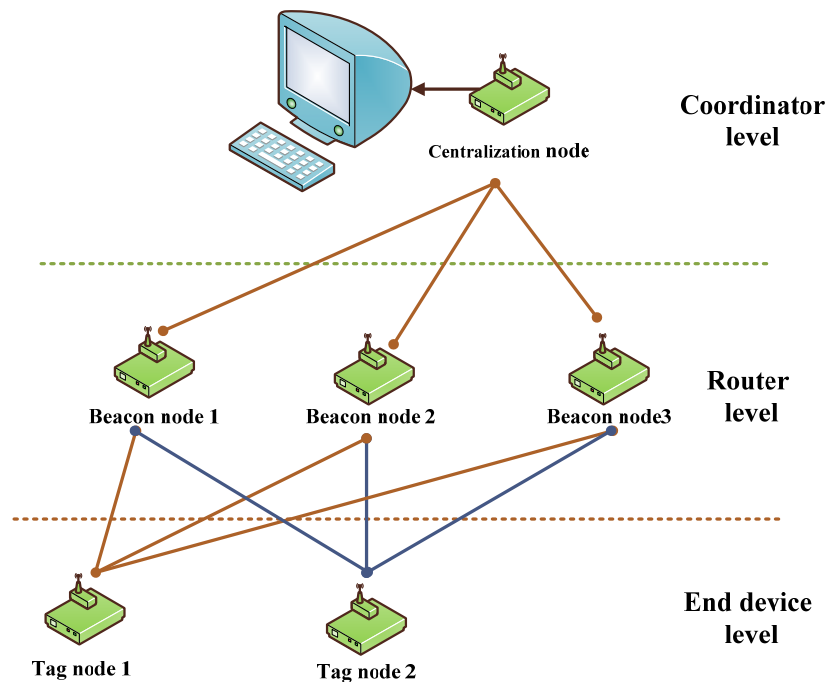 Coordinator
level
Centralization node
Beacon node 1
Beacon node 2
Beacon node3
Router
level
Tag node 1
Tag node 2
End device
level